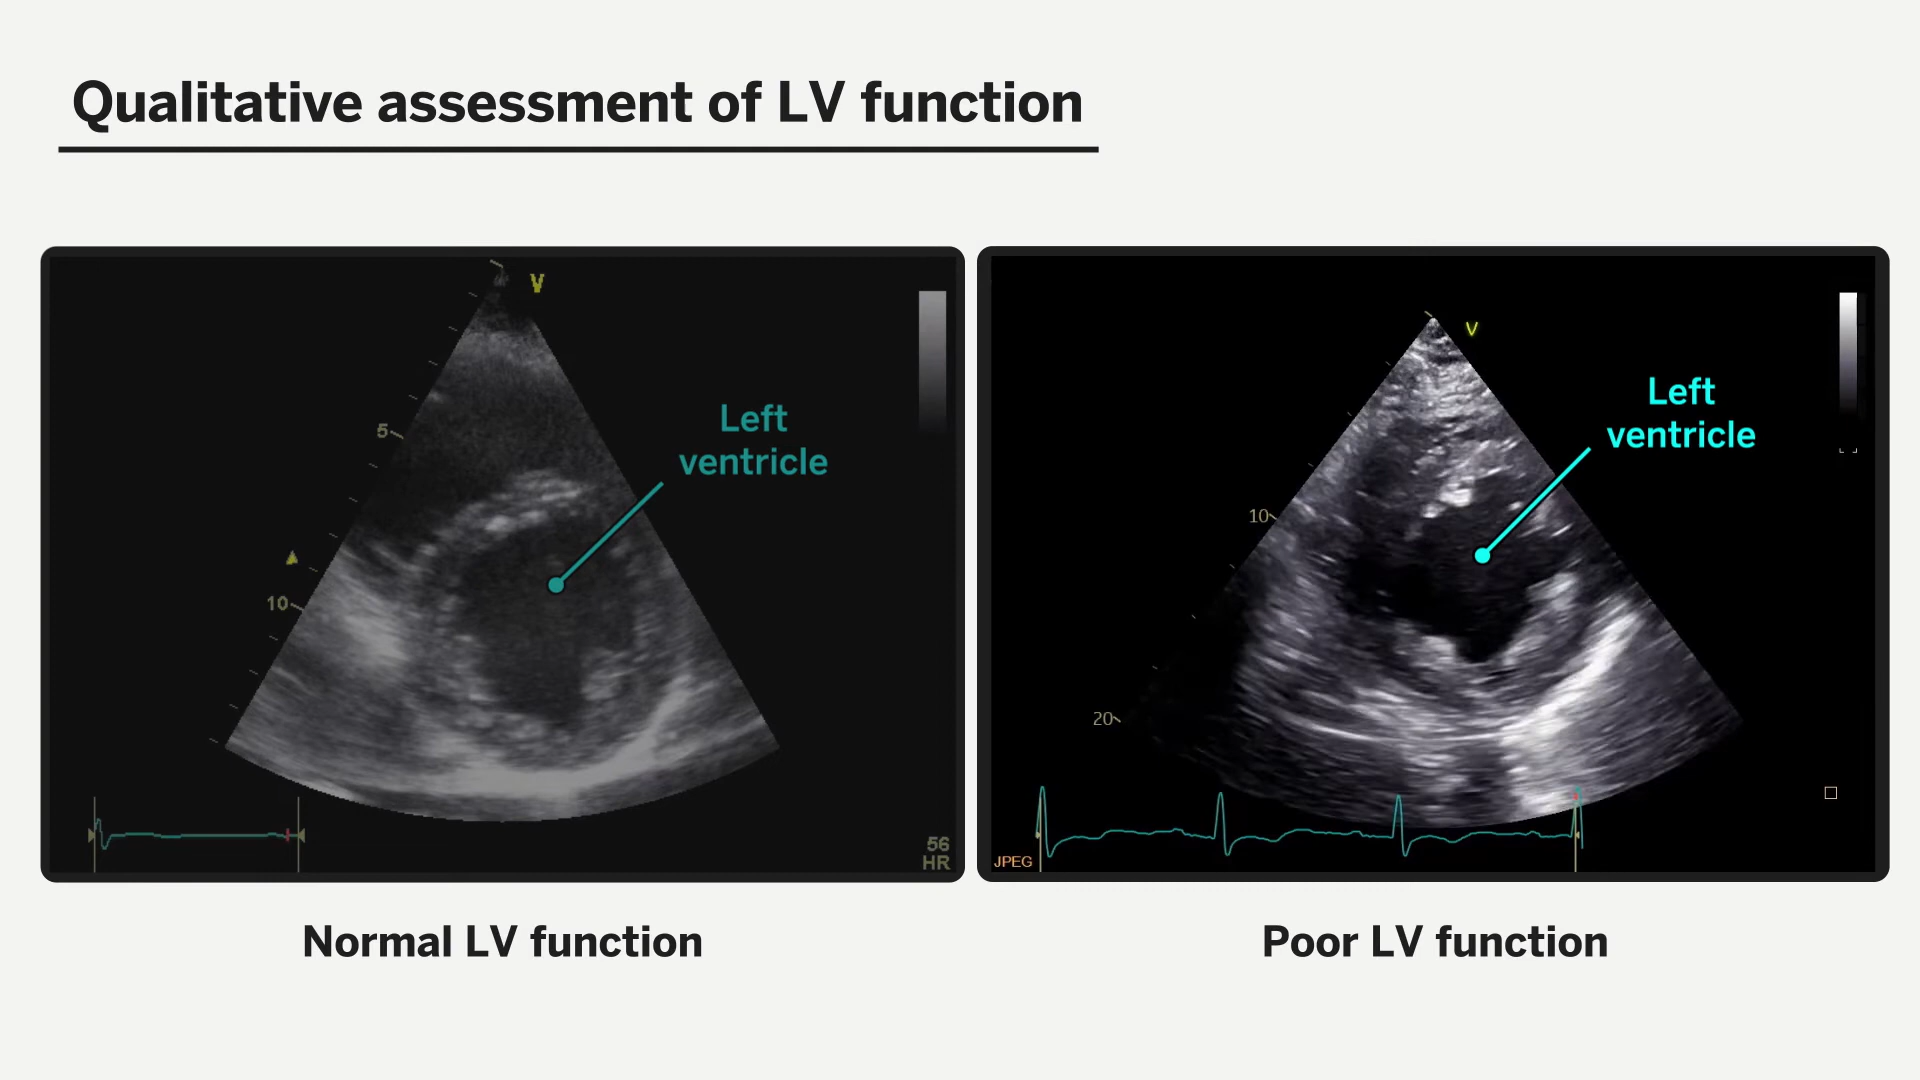 Qualitative assessment of LV function
V
Left
ventricle
5
10
56
HR
V
Left
ventricle
10
20
JPEG
Normal LV function
Poor LV function